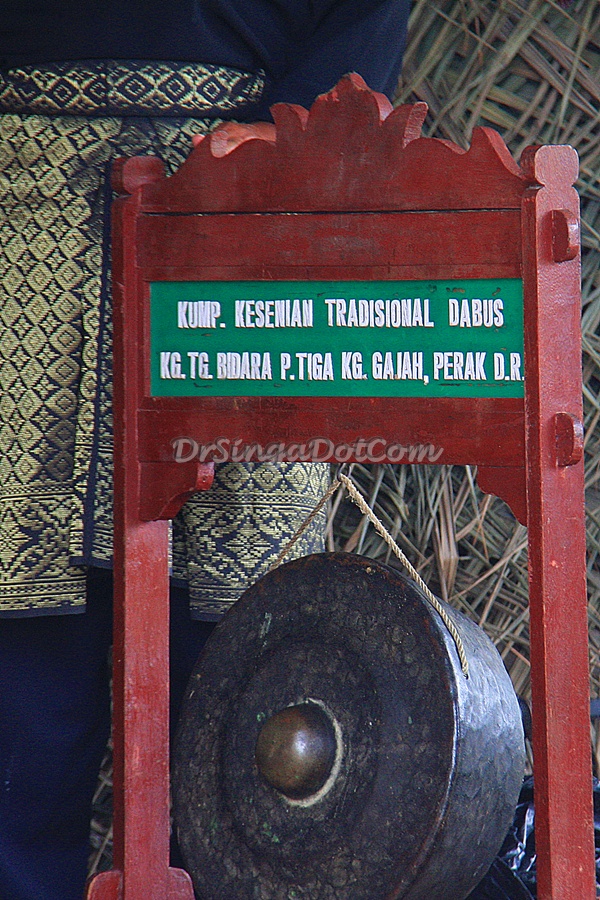 KUMP. KESENIAN TRADISIONAL DABUS
KG. TG. BIDARA P.TIGA KG. GAJAH, PERAK D.R.
DrSingaDotCom